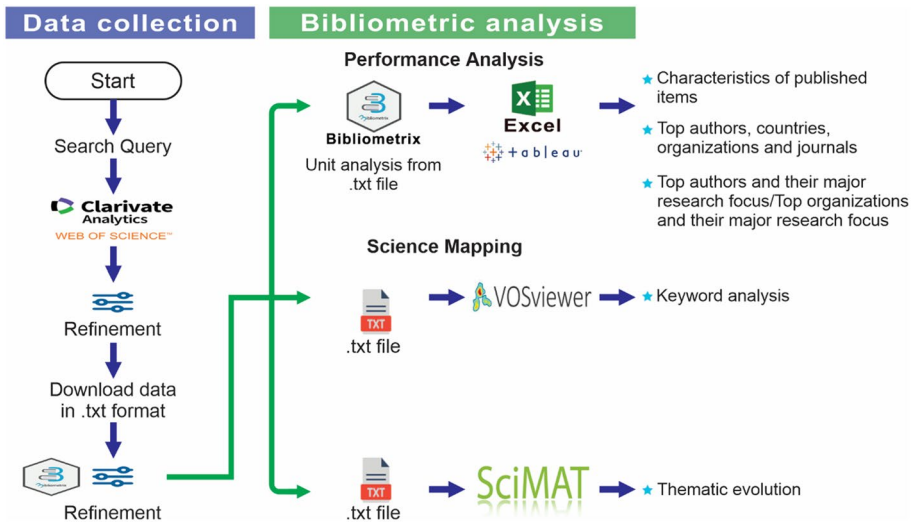 Data collection
Bibliometric analysis
Start
Search Query
Clarivate
Analytics
WEB OF SCIENCE™
Refinement
Download data
in .txt format
Refinement
Performance Analysis
Bibliometrix
Unit analysis from
.txt file
Excel
+ableau
Characteristics of published
items
Top authors, countries,
organizations and journals
Top authors and their major
research focus/Top organizations
and their major research focus
Science Mapping
TXT
.txt file
VOSviewer
Keyword analysis
TXT
.txt file
SciMAT
Thematic evolution